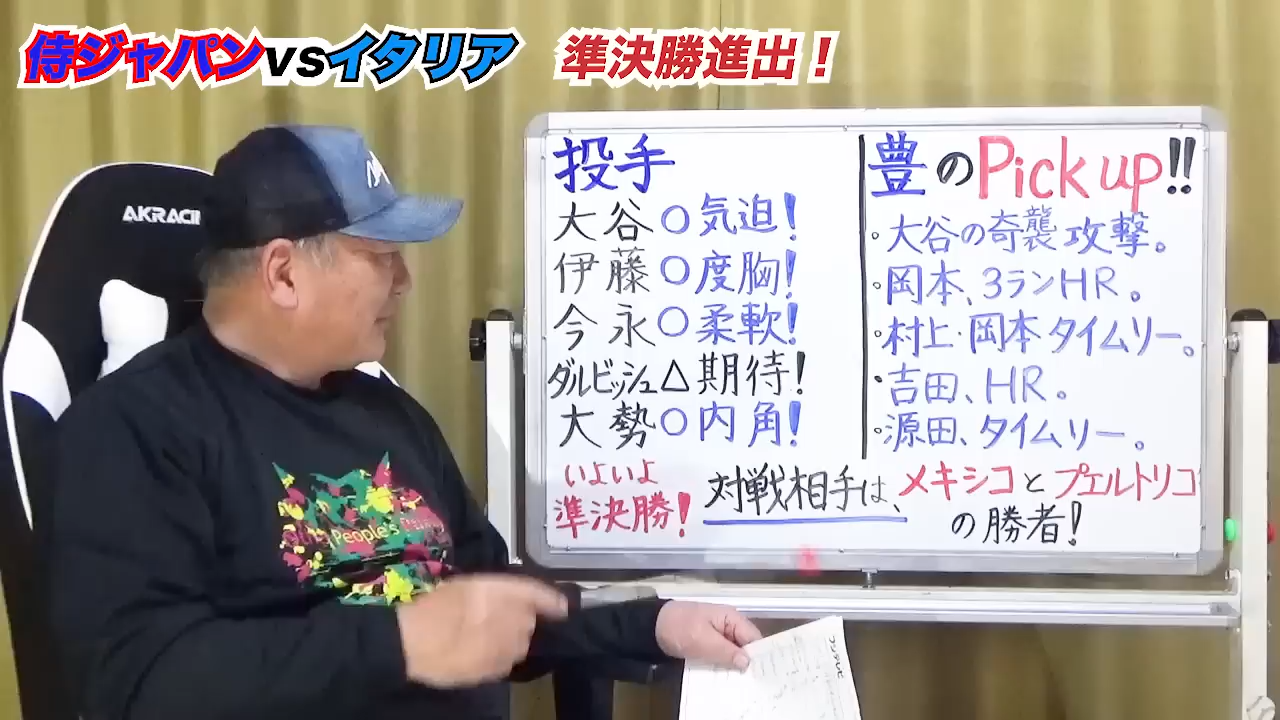 侍ジャパンvsイタリア 準決勝進出!
AKRACIN
投手
大谷○気迫!
伊藤○度胸!
今永○柔軟!
ダルビッシュ△期待!
大勢○内角!
豊のPick up!!
・大谷の奇襲攻撃。
・岡本、3ランHR。
・村上・岡本タイムリー。
・吉田、HR。
・源田、タイムリー。
いよいよ
準決勝!
対戦相手は、メキシコとプエルトリコ
の勝者!
People's